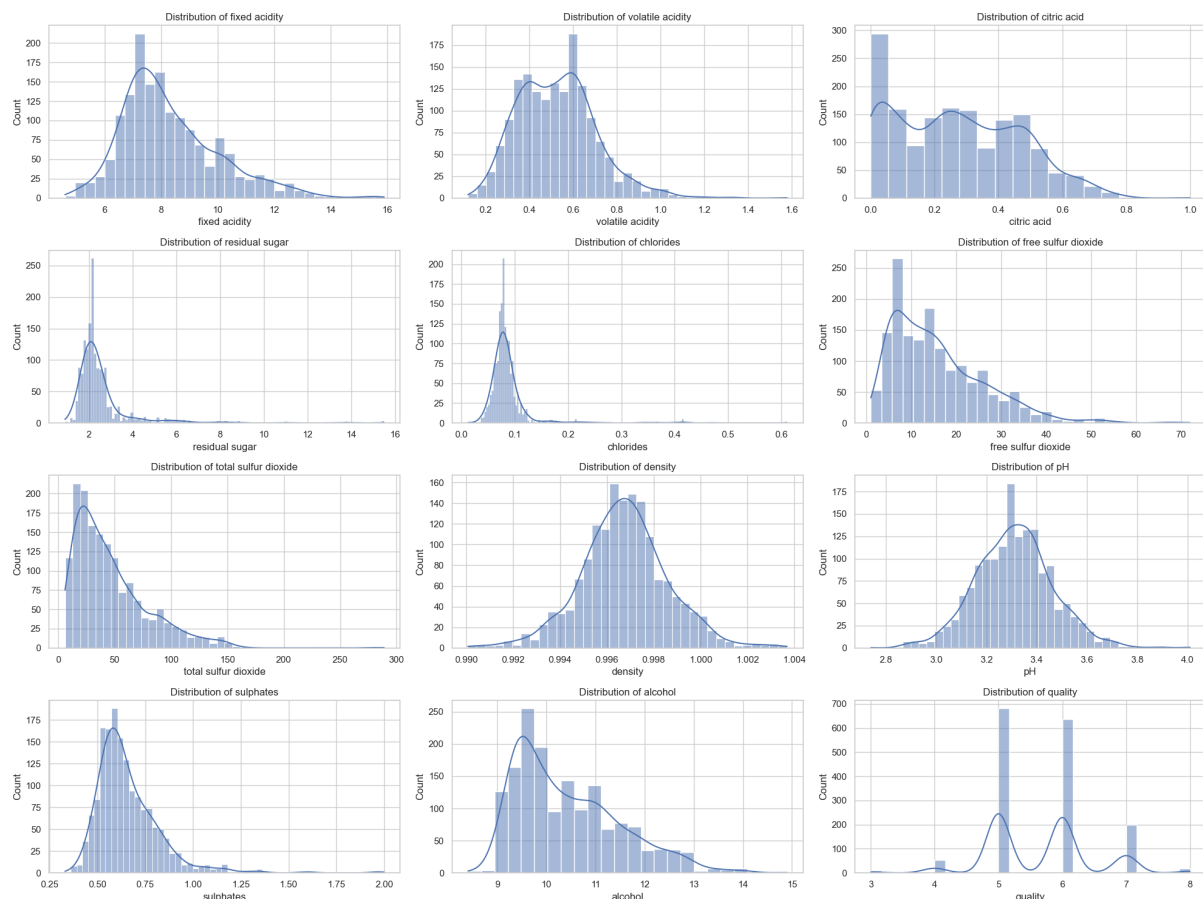 Distribution of fixed acidity
Count
200
175
150
125
100
75
50
25
0
6 8 10 12 14 16
fixed acidity
Distribution of volatile acidity
Count
175
150
125
100
75
50
25
0
0.2 0.4 0.6 0.8 1.0 1.2 1.4 1.6
volatile acidity
Distribution of citric acid
Count
300
250
200
150
100
50
0
0.0 0.2 0.4 0.6 0.8 1.0
citric acid
Distribution of residual sugar
Count
250
200
150
100
50
0
2 4 6 8 10 12 14 16
residual sugar
Distribution of chlorides
Count
200
175
150
125
100
75
50
25
0
0.0 0.1 0.2 0.3 0.4 0.5 0.6
chlorides
Distribution of free sulfur dioxide
Count
250
200
150
100
50
0
0 10 20 30 40 50 60 70
free sulfur dioxide
Distribution of total sulfur dioxide
Count
200
175
150
125
100
75
50
25
0
0 50 100 150 200 250 300
total sulfur dioxide
Distribution of density
Count
160
140
120
100
80
60
40
20
0
0.990 0.992 0.994 0.996 0.998 1.000 1.002 1.004
density
Distribution of pH
Count
175
150
125
100
75
50
25
0
2.8 3.0 3.2 3.4 3.6 3.8 4.0
pH
Distribution of sulphates
Count
175
150
125
100
75
50
25
0
0.25 0.50 0.75 1.00 1.25 1.50 1.75 2.00
sulphates
Distribution of alcohol
Count
250
200
150
100
50
0
9 10 11 12 13 14 15
alcohol
Distribution of quality
Count
700
600
500
400
300
200
100
0
3 4 5 6 7 8
quality